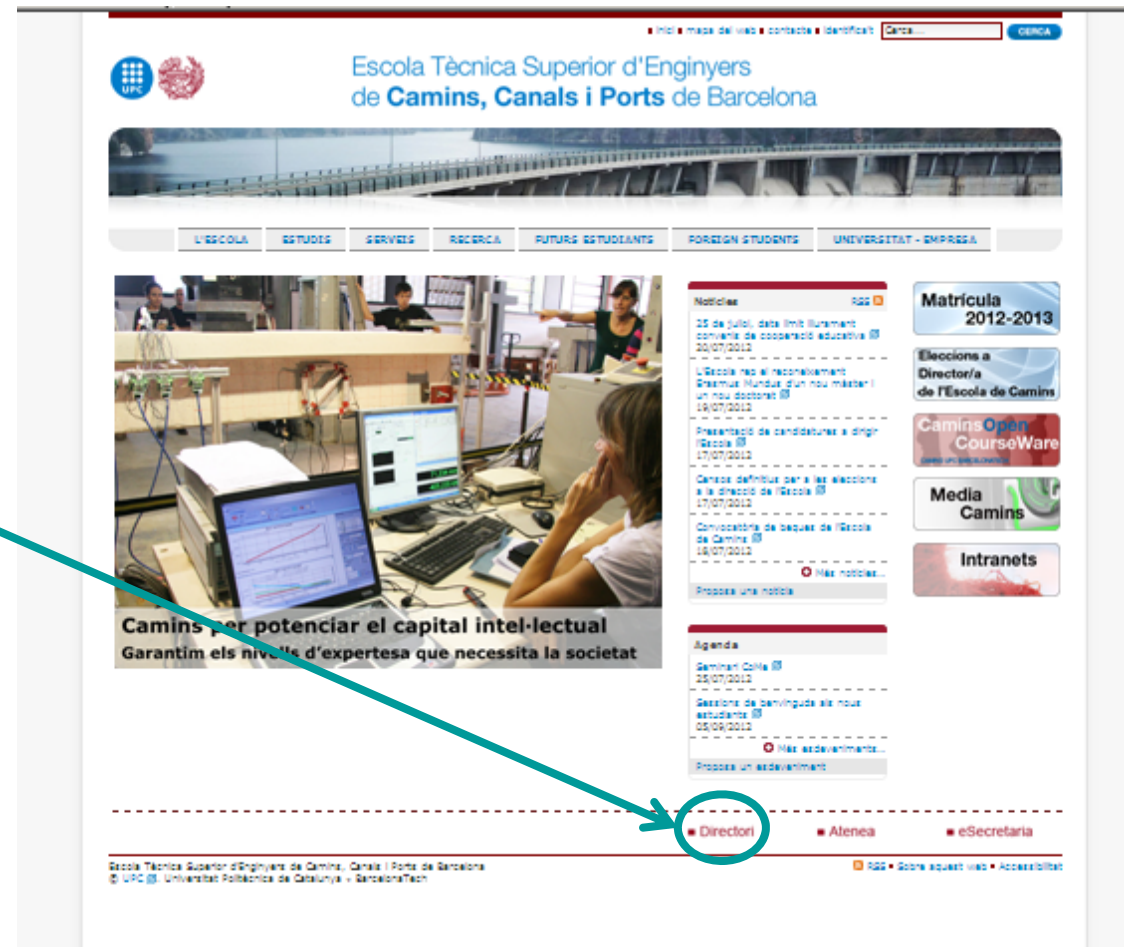 inici mapa del web contacte identifica't Cerca... CERCA
UPC
Escola Tècnica Superior d'Enginyers
de Camins, Canals i Ports de Barcelona
L'ESCOLA ESTUDIS SERVEIS RECERCA FUTURS ESTUDIANTS FOREIGN STUDENTS UNIVERSITAT - EMPRESA
Camins per potenciar el capital intel·lectual
Garantim els nivells d'expertesa que necessita la societat
Notícies RSS
25 de juliol, data límit lliurament
convenis de cooperació educativa
20/07/2012
L'Escola rep el reconeixement
Erasmus Mundus d'un nou màster i
un nou doctorat
19/07/2012
Presentació de candidatures a dirigir
l'Escola
17/07/2012
Censos definitius per a les eleccions
a la direcció de l'Escola
17/07/2012
Convocatòria de beques de l'Escola
de Camins
16/07/2012
Més notícies...
Proposa una notícia
Agenda
Seminari CoMe
25/07/2012
Sessions de benvinguda als nous
estudiants
05/09/2012
Més esdeveniments...
Proposa un esdeveniment
Matrícula
2012-2013
Eleccions a
Director/a
de l'Escola de Camins
CaminsOpen
CourseWare
Media
Camins
Intranets
Directori Atenea eSecretaria
Escola Tècnica Superior d'Enginyers de Camins, Canals i Ports de Barcelona
© UPC . Universitat Politècnica de Catalunya + BarcelonaTech
RSS Sobre aquest web Accessibilitat